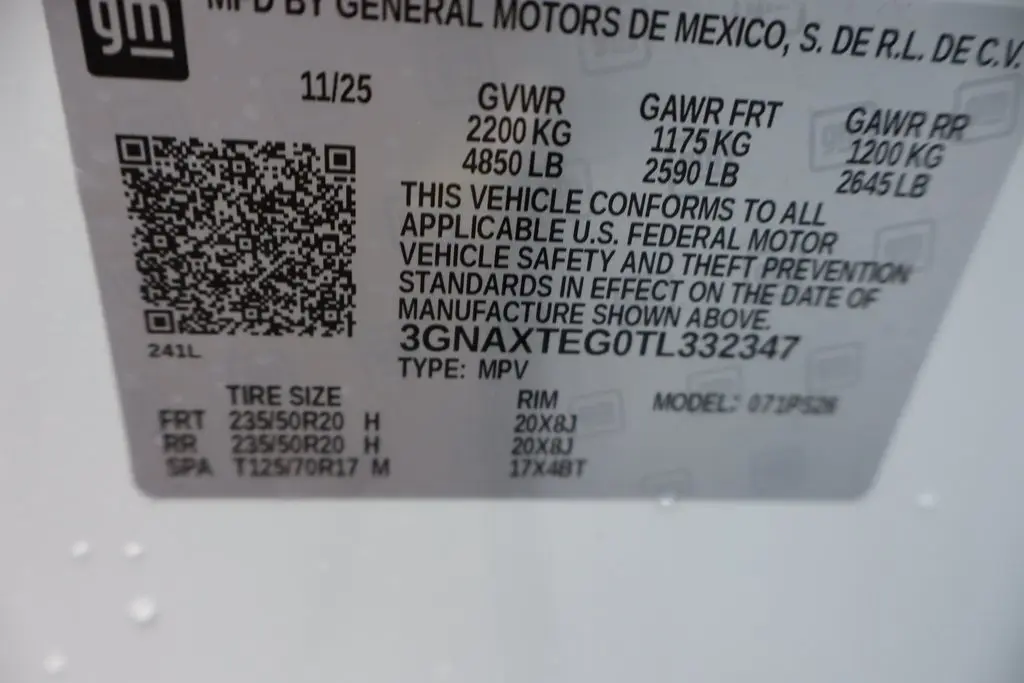 gm
MFD BY GENERAL MOTORS DE MEXICO, S. DE R.L. DE C.V.
11/25
GVWR GAWR FRT GAWR RR
2200 KG 1175 KG 1200 KG
4850 LB 2590 LB 2645 LB
THIS VEHICLE CONFORMS TO ALL
APPLICABLE U.S. FEDERAL MOTOR
VEHICLE SAFETY AND THEFT PREVENTION
STANDARDS IN EFFECT ON THE DATE OF
MANUFACTURE SHOWN ABOVE.
3GNAXTEG0TL332347
241L
TYPE: MPV
TIRE SIZE RIM MODEL:
FRT 235/50R20 H 20X8J
RR 235/50R20 H 20X8J
SPA T125/70R17 M 17X4BT